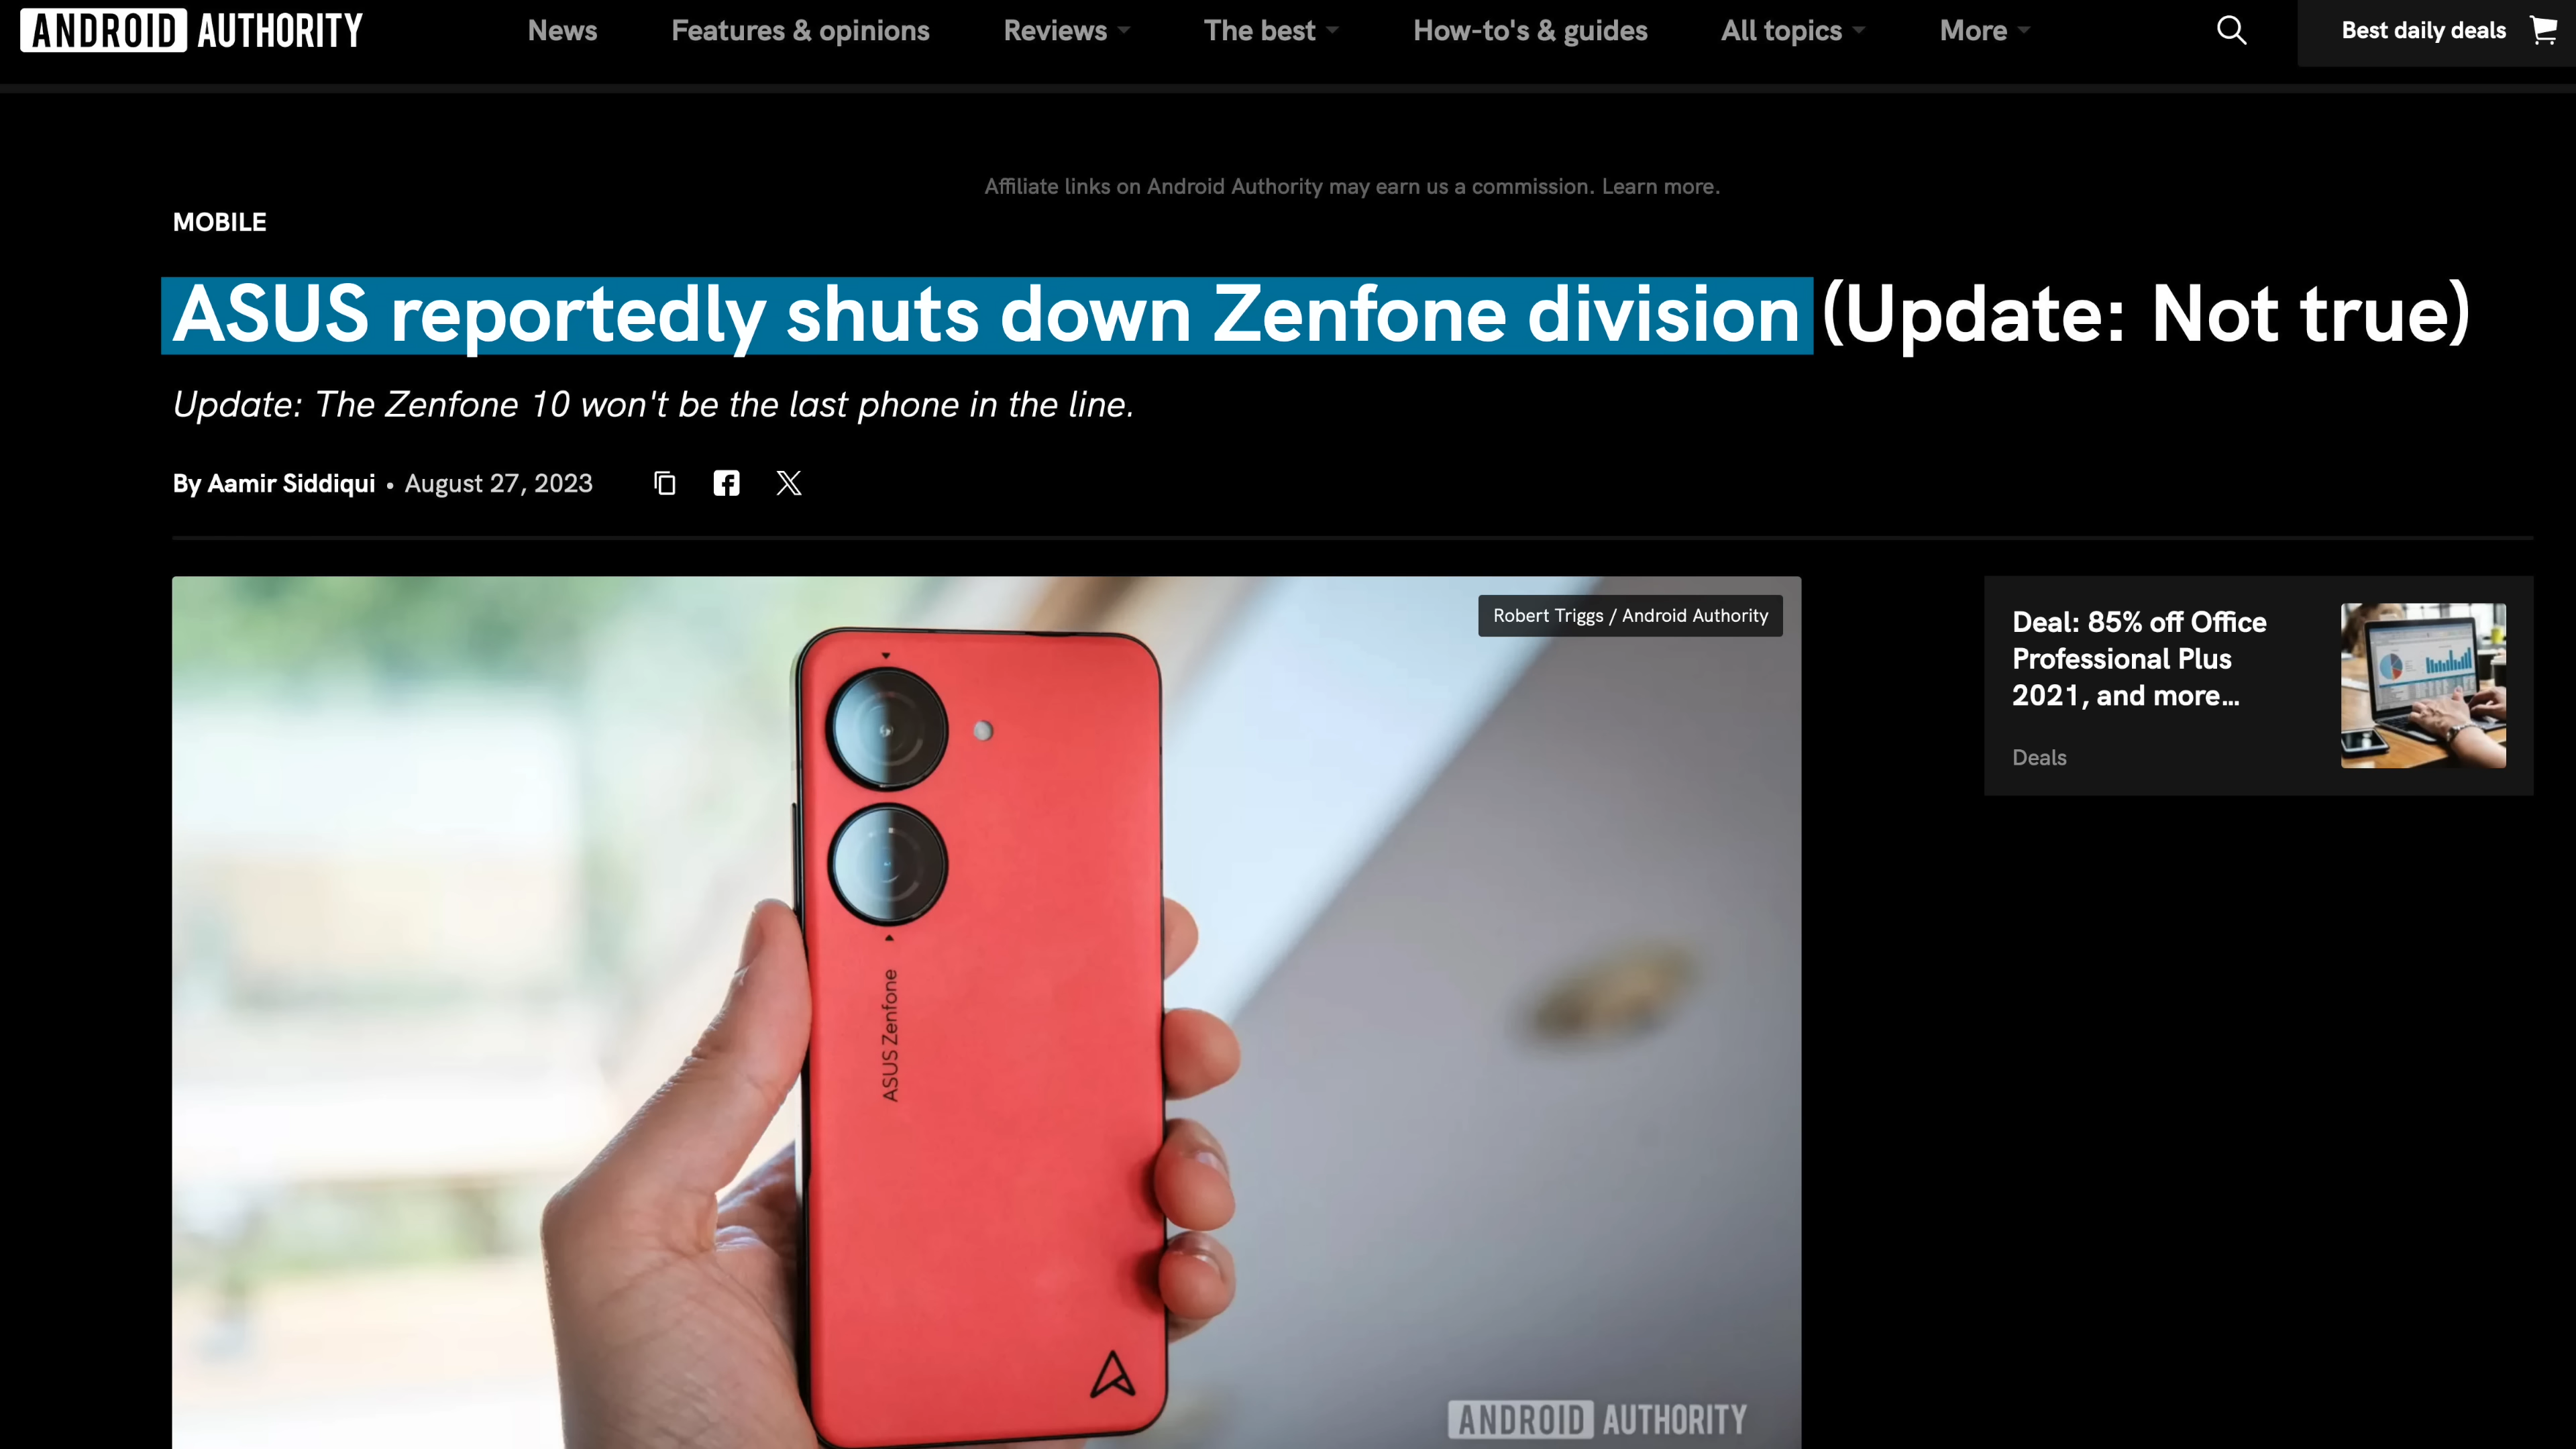 ANDROID AUTHORITY
News
Features & opinions
Reviews
The best
How-to's & guides
All topics
More
Best daily deals
Affiliate links on Android Authority may earn us a commission. Learn more.
MOBILE
ASUS reportedly shuts down Zenfone division (Update: Not true)
Update: The Zenfone 10 won't be the last phone in the line.
By Aamir Siddiqui • August 27, 2023
Robert Triggs / Android Authority
ASUS Zenfone
ANDROID AUTHORITY
Deal: 85% off Office
Professional Plus
2021, and more...
Deals